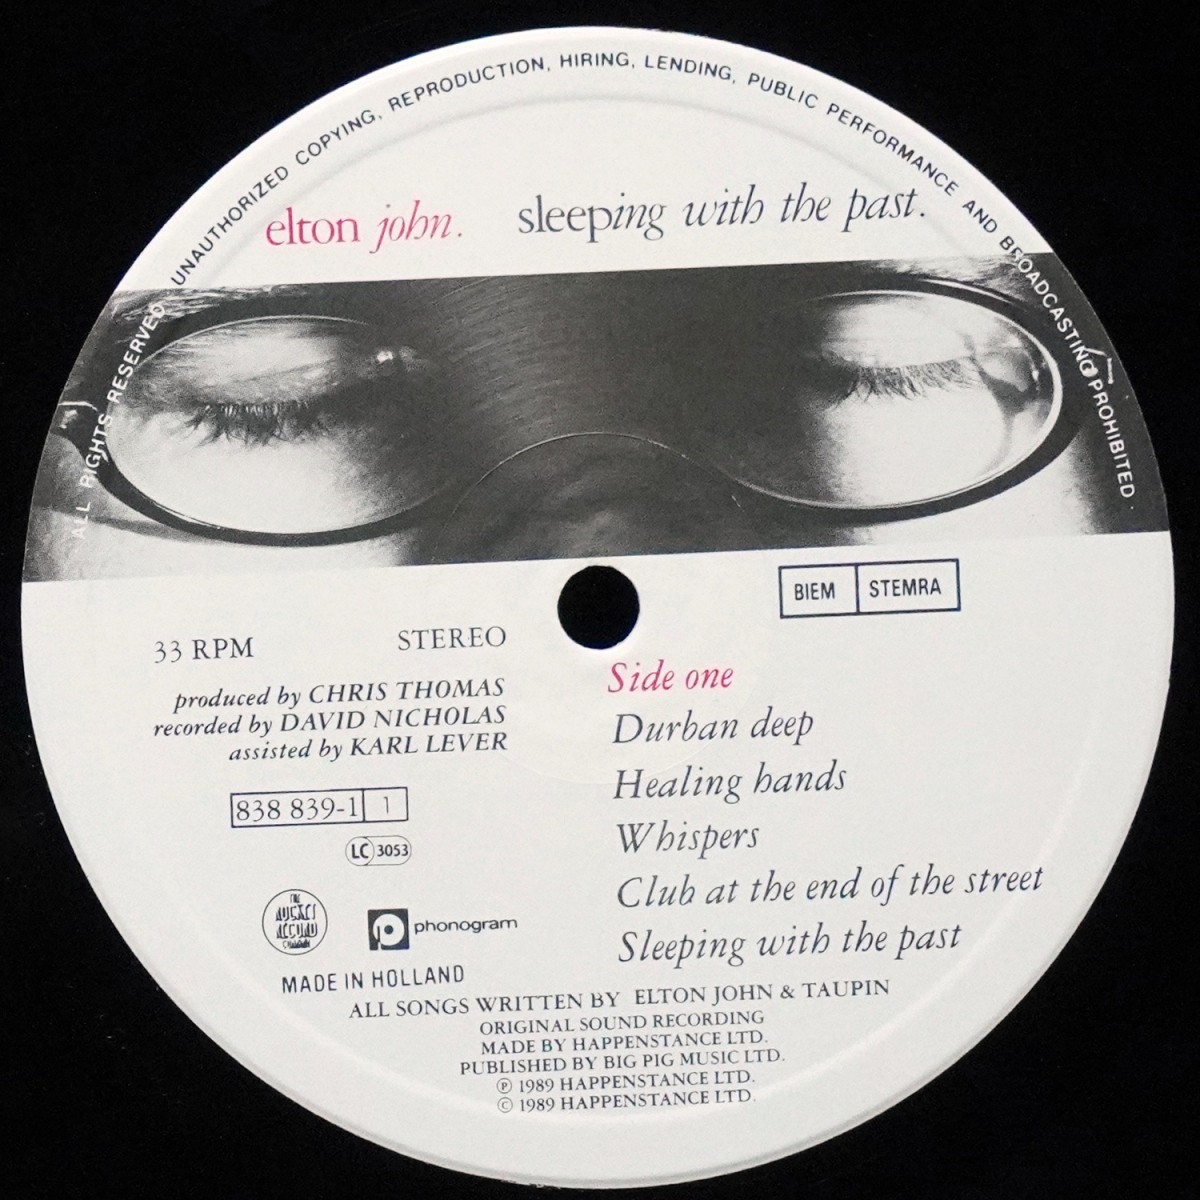 ALL RIGHTS RESERVED. UNAUTHORIZED COPYING, REPRODUCTION, HIRING, LENDING, PUBLIC PERFORMANCE AND BROADCASTING PROHIBITED.
elton john. sleeping with the past.
BIEM STEMRA
33 RPM STEREO
produced by CHRIS THOMAS
recorded by DAVID NICHOLAS
assisted by KARL LEVER
838 839-1 1
LC 3053
phonogram
MADE IN HOLLAND
Side one
Durban deep
Healing hands
Whispers
Club at the end of the street
Sleeping with the past
ALL SONGS WRITTEN BY ELTON JOHN & TAUPIN
ORIGINAL SOUND RECORDING
MADE BY HAPPENSTANCE LTD.
PUBLISHED BY BIG PIG MUSIC LTD.
℗ 1989 HAPPENSTANCE LTD.
© 1989 HAPPENSTANCE LTD.